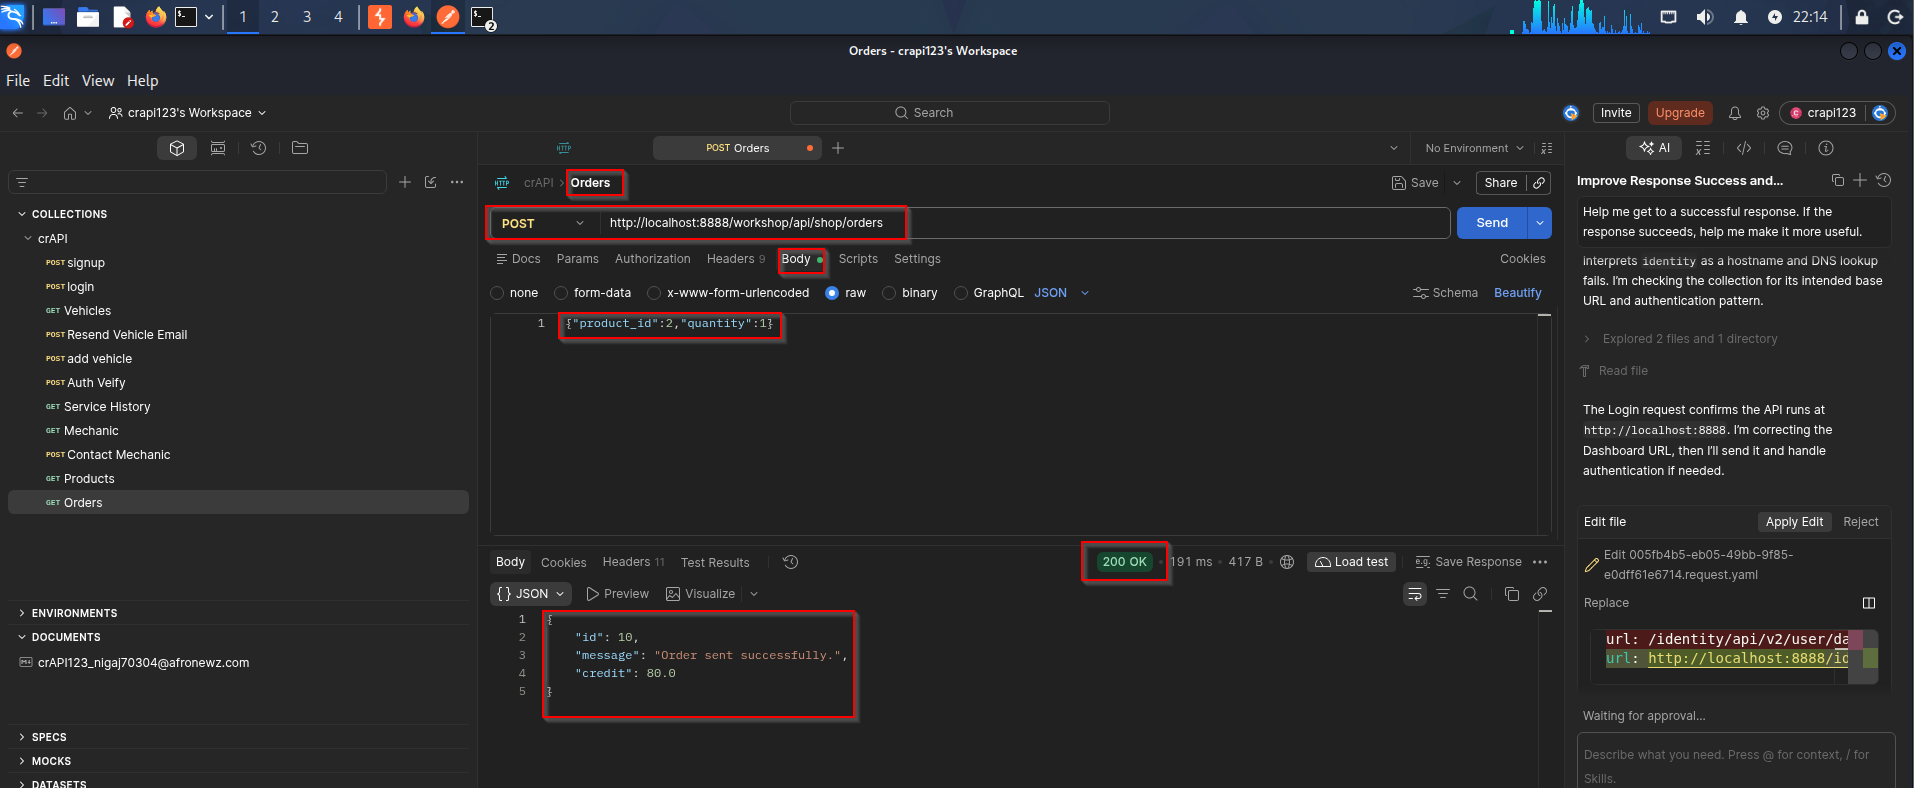 1 2 3 4
2
22:14
Orders - crapi123's Workspace
File Edit View Help
crapi123's Workspace
Search
Invite
Upgrade
crapi123
HTTP
POST Orders
No Environment
AI
HTTP crAPI > Orders
Save
Share
Improve Response Success and...
COLLECTIONS
crAPI
POST signup
POST login
GET Vehicles
POST Resend Vehicle Email
POST add vehicle
POST Auth Veify
GET Service History
GET Mechanic
POST Contact Mechanic
GET Products
GET Orders
ENVIRONMENTS
DOCUMENTS
crAPI123_nigaj70304@afronewz.com
SPECS
MOCKS
DATASETS
POST http://localhost:8888/workshop/api/shop/orders
Send
Docs Params Authorization Headers 9 Body Scripts Settings
Cookies
none form-data x-www-form-urlencoded raw binary GraphQL JSON
Schema Beautify
1 {"product_id":2,"quantity":1}
Body Cookies Headers 11 Test Results
200 OK • 191 ms • 417 B
Load test
e.g. Save Response
{} JSON
Preview
Visualize
1 {
2 "id": 10,
3 "message": "Order sent successfully.",
4 "credit": 80.0
5 }
Help me get to a successful response. If the
response succeeds, help me make it more useful.
interprets identity as a hostname and DNS lookup
fails. I'm checking the collection for its intended base
URL and authentication pattern.
Explored 2 files and 1 directory
Read file
The Login request confirms the API runs at
http://localhost:8888. I'm correcting the
Dashboard URL, then I'll send it and handle
authentication if needed.
Edit file
Apply Edit
Reject
Edit 005fb4b5-eb05-49bb-9f85-
e0dff61e6714.request.yaml
Replace
url: /identity/api/v2/user/da
url: http://localhost:8888/id
Waiting for approval...
Describe what you need. Press @ for context, / for
Skills.